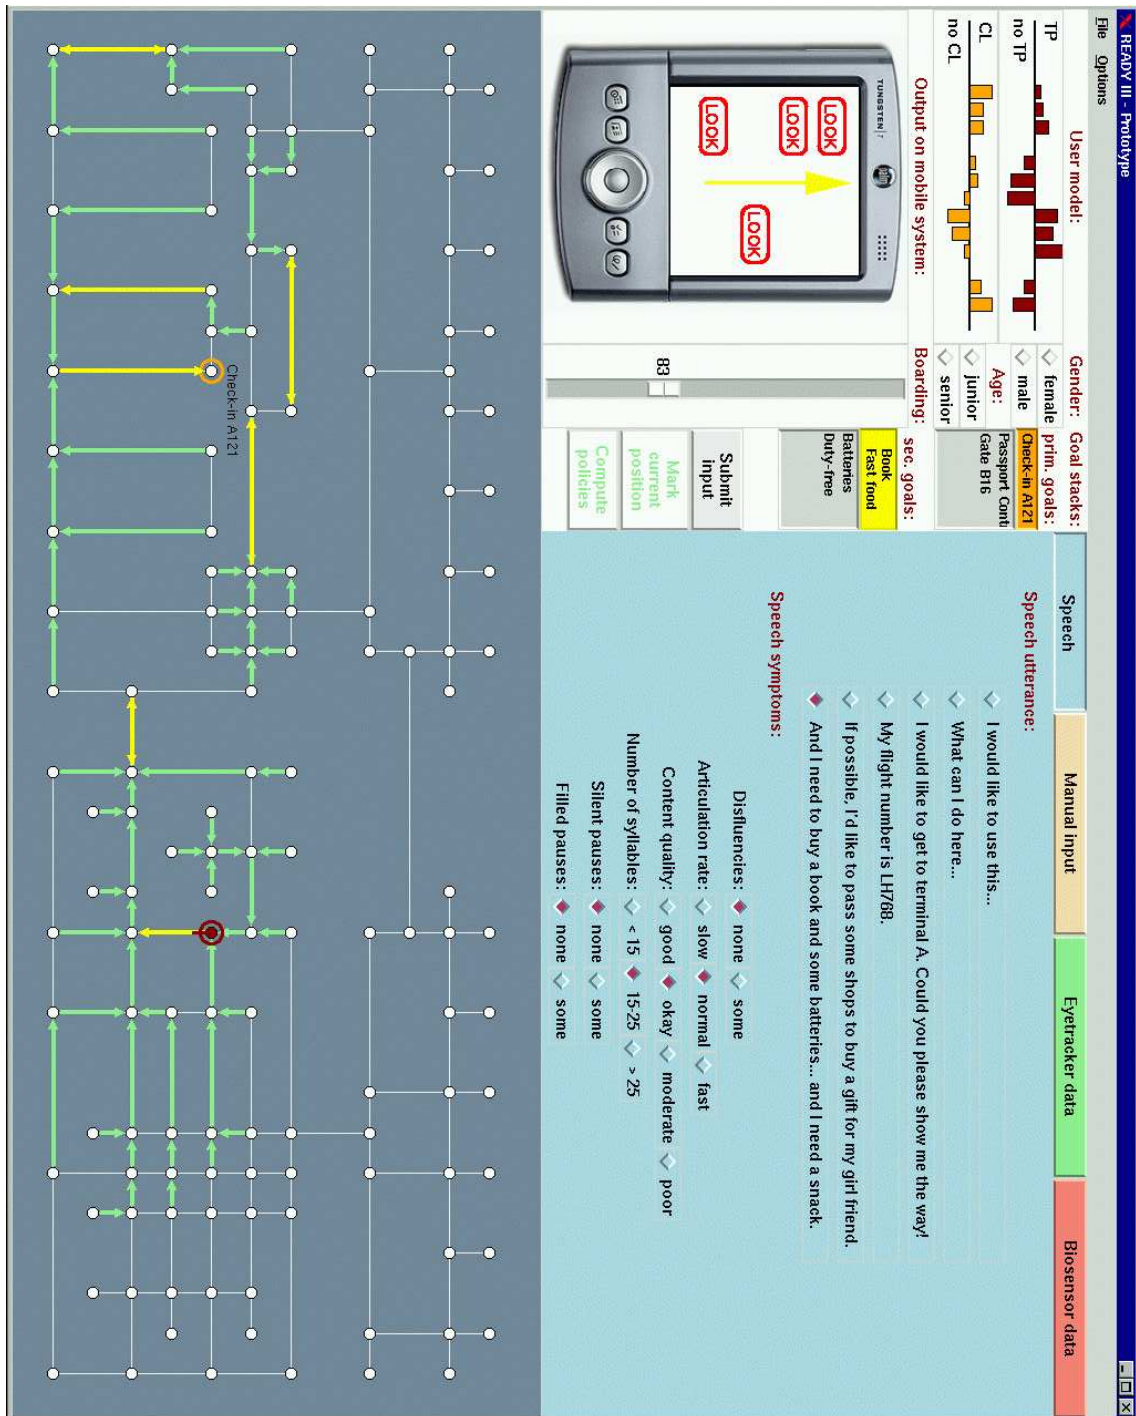 READY III - Prototype
File Options
User model:
TP
no TP
CL
no CL
Gender:
female
male
Age:
junior
senior
Goal stacks:
prim. goals:
Check-in A121
Passport Cont
Gate B16
Output on mobile system:
TUNGSTEN|T
palm
LOOK
LOOK
LOOK
LOOK
Boarding:
83
sec. goals:
Book
Fast food
Batteries
Duty-free
Submit
input
Mark
current
position
Compute
policies
Speech
Manual input
Eyetracker data
Biosensor data
Speech utterance:
I would like to use this...
What can I do here...
I would like to get to terminal A. Could you please show me the way!
My flight number is LH768.
If possible, I'd like to pass some shops to buy a gift for my girl friend.
And I need to buy a book and some batteries... and I need a snack.
Speech symptoms:
Disfluencies: none some
Articulation rate: slow normal fast
Content quality: good okay moderate poor
Number of syllables: < 15 15-25 > 25
Silent pauses: none some
Filled pauses: none some
Check-in A121